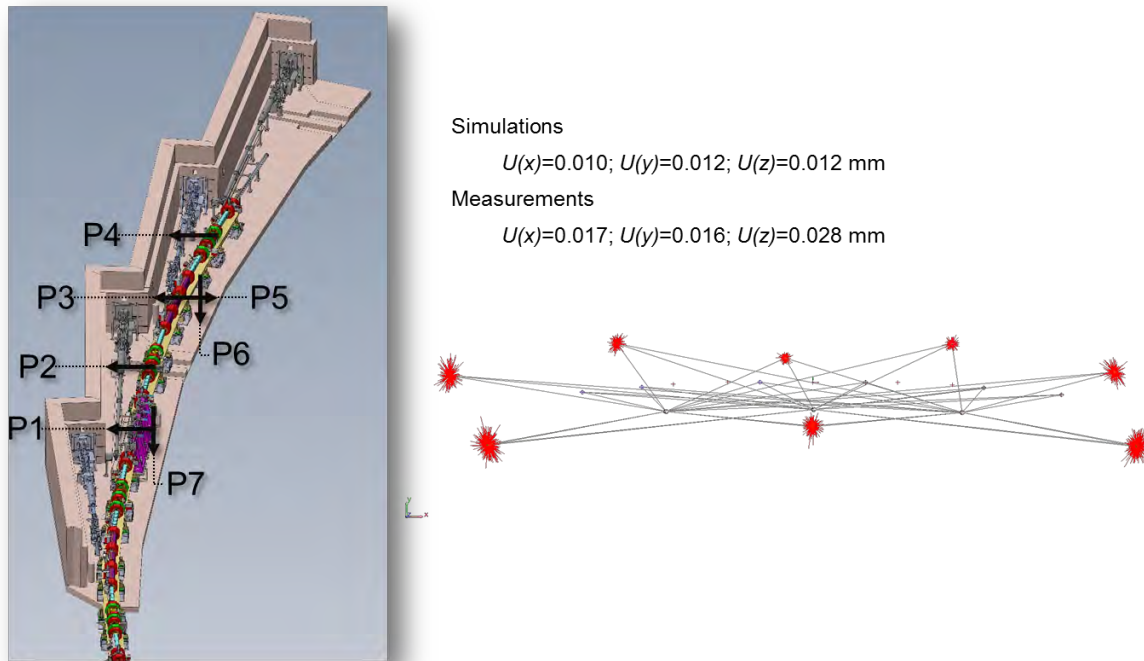 P4
P3
P5
P6
P2
P1
P7
Simulations
U(x)=0.010; U(y)=0.012; U(z)=0.012 mm
Measurements
U(x)=0.017; U(y)=0.016; U(z)=0.028 mm
y
z
x